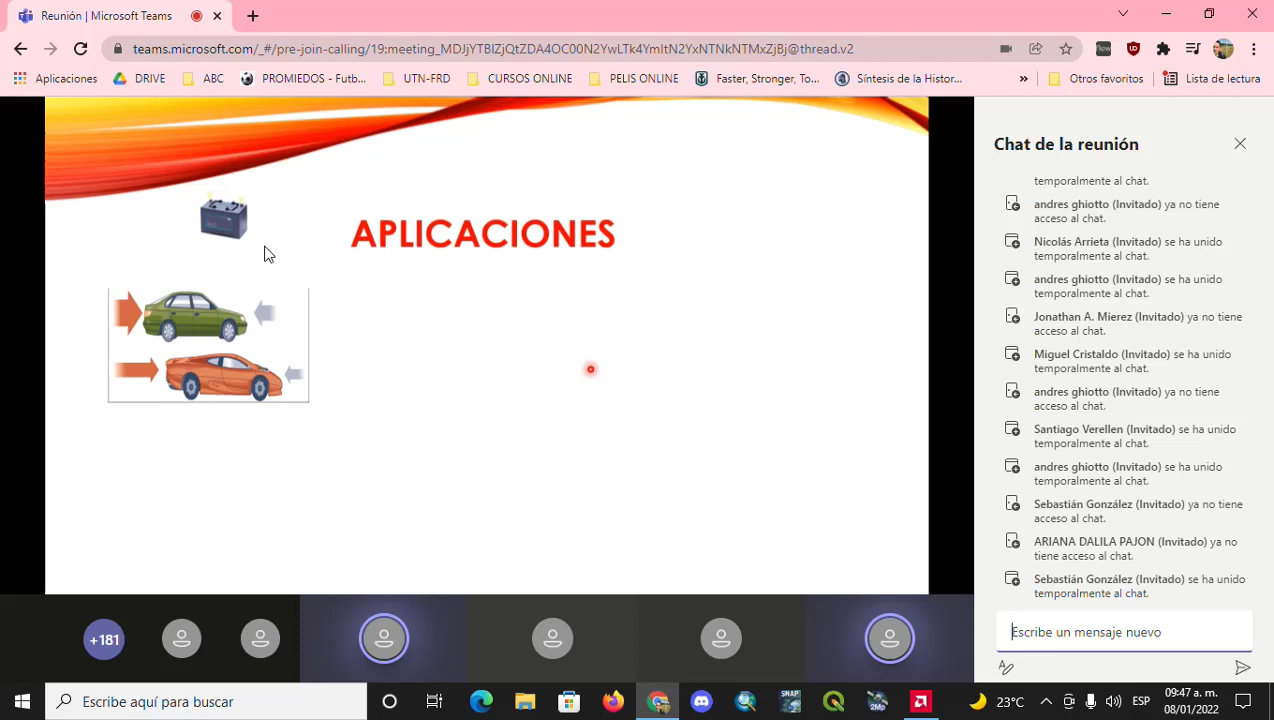 Reunión | Microsoft Teams
teams.microsoft.com/_#/pre-join-calling/19:meeting_MDJjYTBlZjQtZDA4OC00N2YwLTk4YmItN2YxNTNkNTMxZjBj@thread.v2
Aplicaciones
DRIVE
ABC
PROMIEDOS - Futb...
UTN-FRD
CURSOS ONLINE
PELIS ONLINE
Faster, Stronger, To...
Síntesis de la Histor...
»
Otros favoritos
Lista de lectura
APLICACIONES
Chat de la reunión
temporalmente al chat.
andres ghiotto (Invitado) ya no tiene
acceso al chat.
Nicolás Arrieta (Invitado) se ha unido
temporalmente al chat.
andres ghiotto (Invitado) se ha unido
temporalmente al chat.
Jonathan A. Mierez (Invitado) ya no tiene
acceso al chat.
Miguel Cristaldo (Invitado) se ha unido
temporalmente al chat.
andres ghiotto (Invitado) ya no tiene
acceso al chat.
Santiago Verellen (Invitado) se ha unido
temporalmente al chat.
andres ghiotto (Invitado) se ha unido
temporalmente al chat.
Sebastián González (Invitado) ya no tiene
acceso al chat.
ARIANA DALILA PAJON (Invitado) ya no
tiene acceso al chat.
Sebastián González (Invitado) se ha unido
temporalmente al chat.
Escribe un mensaje nuevo
+181
Escribe aquí para buscar
SNAP
2Mp
23°C
ESP
09:47 a. m.
08/01/2022